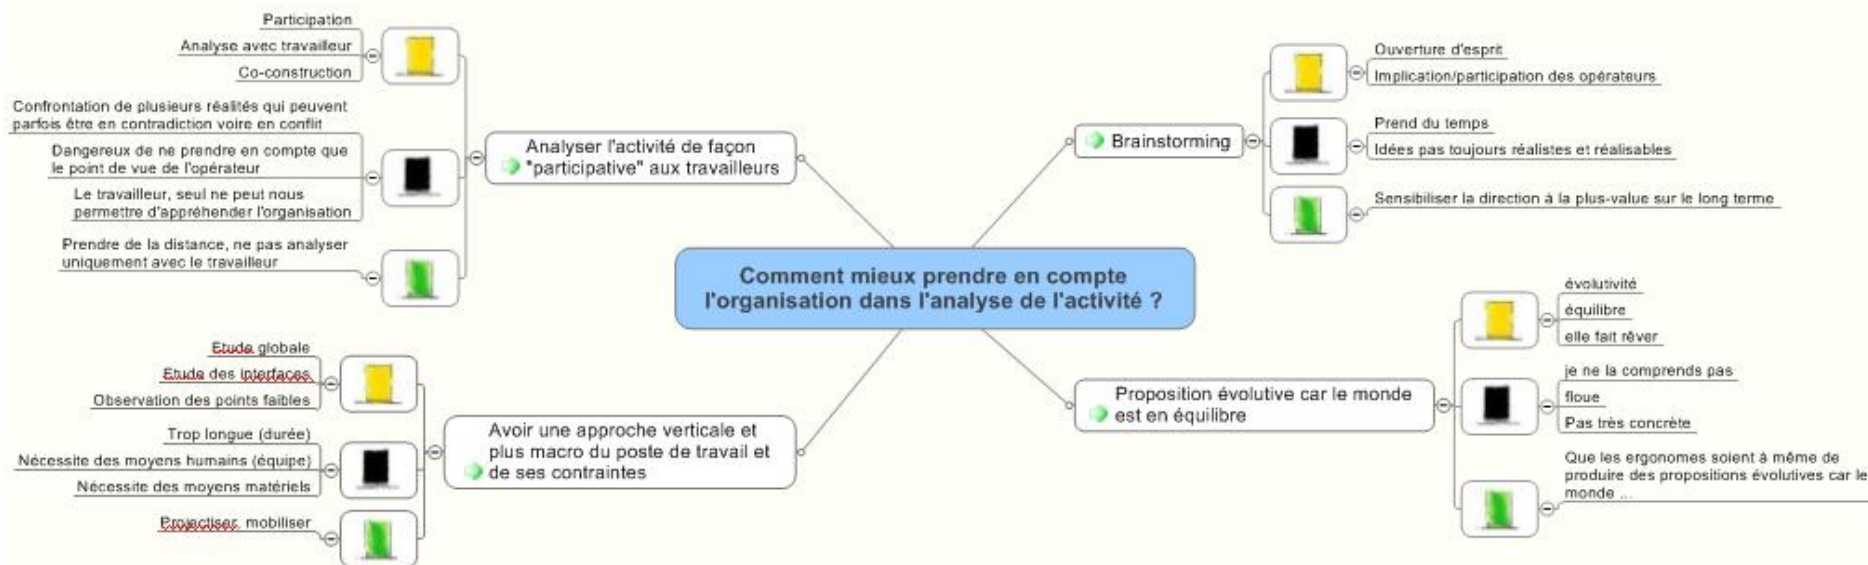 Participation
Analyse avec travailleur
Co-construction
Confrontation de plusieurs réalités qui peuvent
parfois être en contradiction voire en conflit
Dangereux de ne prendre en compte que
le point de vue de l'opérateur
Le travailleur, seul ne peut nous
permettre d'appréhender l'organisation
Prendre de la distance, ne pas analyser
uniquement avec le travailleur
Analyser l'activité de façon
"participative" aux travailleurs
Brainstorming
Ouverture d'esprit
Implication/participation des opérateurs
Prend du temps
Idées pas toujours réalistes et réalisables
Sensibiliser la direction à la plus-value sur le long terme
Comment mieux prendre en compte
l'organisation dans l'analyse de l'activité ?
Etude globale
Etude des interfaces
Observation des points faibles
Trop longue (durée)
Nécessite des moyens humains (équipe)
Nécessite des moyens matériels
Projectiser, mobiliser
Avoir une approche verticale et
plus macro du poste de travail et
de ses contraintes
Proposition évolutive car le monde
est en équilibre
évolutivité
équilibre
elle fait rêver
je ne la comprends pas
floue
Pas très concrète
Que les ergonomes soient à même de
produire des propositions évolutives car le
monde ...